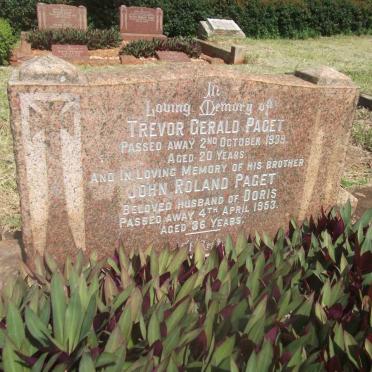 In
Loving Memory of
TREVOR GERALD PAGET
PASSED AWAY 2ND OCTOBER 1939.
AGED 20 YEARS.
AND IN LOVING MEMORY OF HIS BROTHER
JOHN ROLAND PAGET
BELOVED HUSBAND OF DORIS
PASSED AWAY 4TH APRIL 1953.
AGED 36 YEARS.